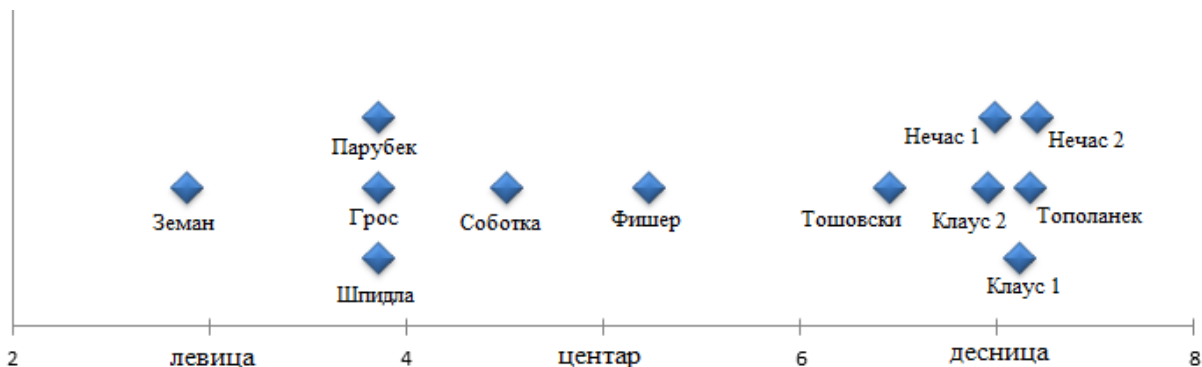 Парубек
Нечас 1
Нечас 2
Земан
Грос
Соботка
Фишер
Тошовски
Клаус 2
Тополанек
Шпидла
Клаус 1
2 левица 4 центар 6 десница 8